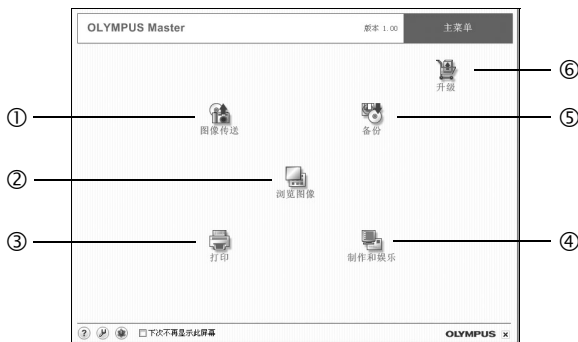 OLYMPUS Master 版本 1.00 主菜单
⑥
升级
① ⑤
图像传送 备份
②
浏览图像
③ ④
打印 制作和娱乐
? 下次不再显示此屏幕 OLYMPUS x